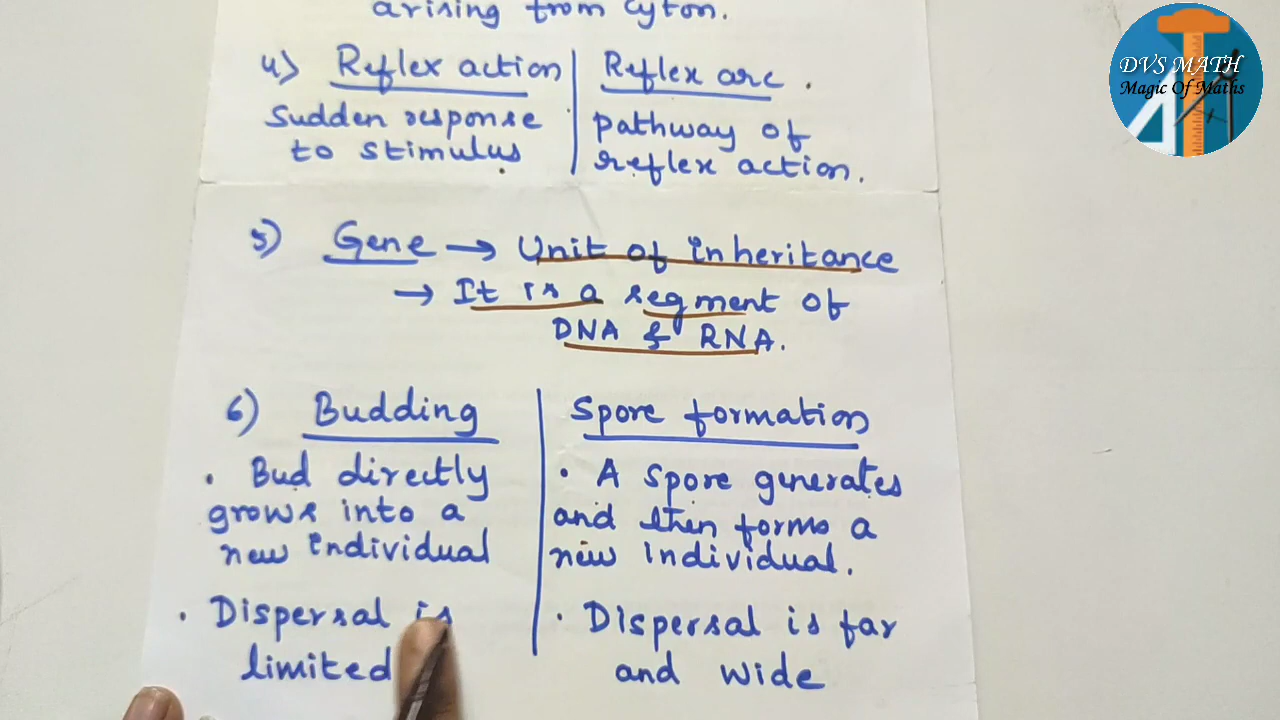 arising from Cyton.
4) Reflex action
Sudden response
to stimulus
Reflex arc.
pathway of
reflex action.
5) Gene → Unit of inheritance
→ It is a segment of
DNA & RNA.
6) Budding
• Bud directly
grows into a
new individual
• Dispersal is
limited
Spore formation
• A Spore generates
and then forms a
new individual.
• Dispersal is far
and wide
DVS MATH
Magic Of Maths